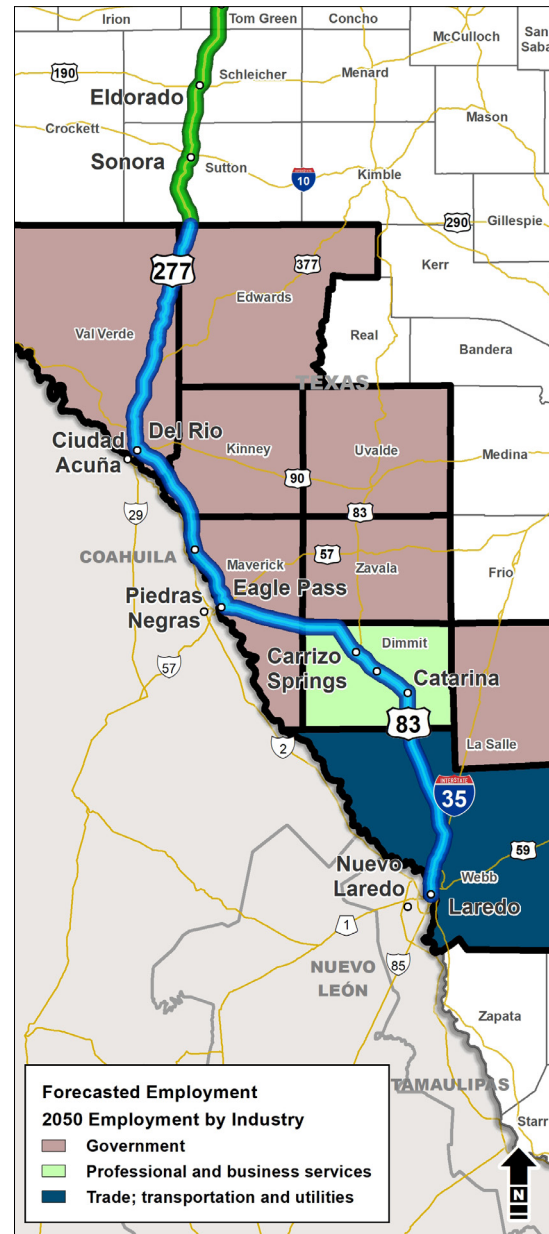 Irion
Tom Green
Concho
McCulloch
San
Saba
190
Schleicher
Menard
Eldorado
Mason
Crockett
Sonora
Sutton
INTERSTATE
10
Kimble
Gillespie
290
277
377
Kerr
Edwards
Val Verde
Real
Bandera
TEXAS
Del Rio
Ciudad
Acuña
Kinney
Uvalde
Medina
90
29
83
COAHUILA
57
Maverick
Zavala
Frio
Eagle Pass
Piedras
Negras
Dimmit
Carrizo
Springs
57
Catarina
83
La Salle
2
INTERSTATE
35
59
Nuevo
Laredo
Webb
Laredo
1
85
NUEVO
LEÓN
Zapata
TAMAULIPAS
Starr
Forecasted Employment
2050 Employment by Industry
Government
Professional and business services
Trade; transportation and utilities
N